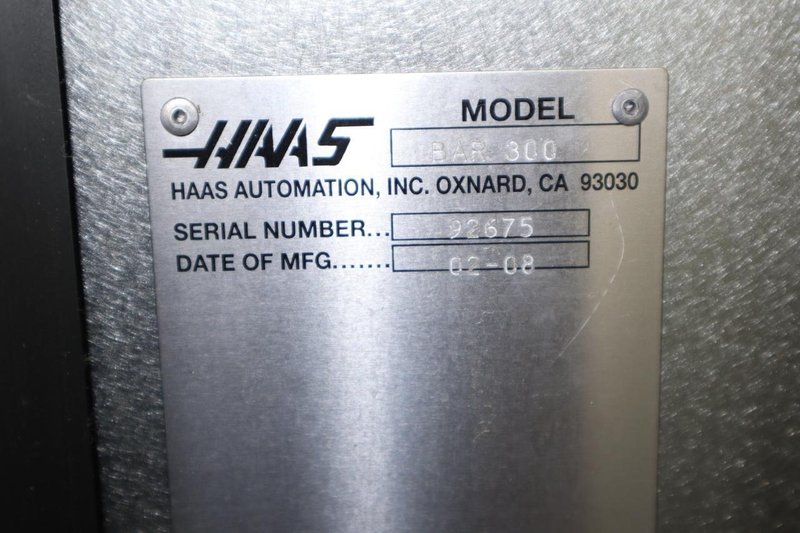 MODEL
HAAS BAR 300
HAAS AUTOMATION, INC. OXNARD, CA 93030
SERIAL NUMBER... 92675
DATE OF MFG....... 02-08